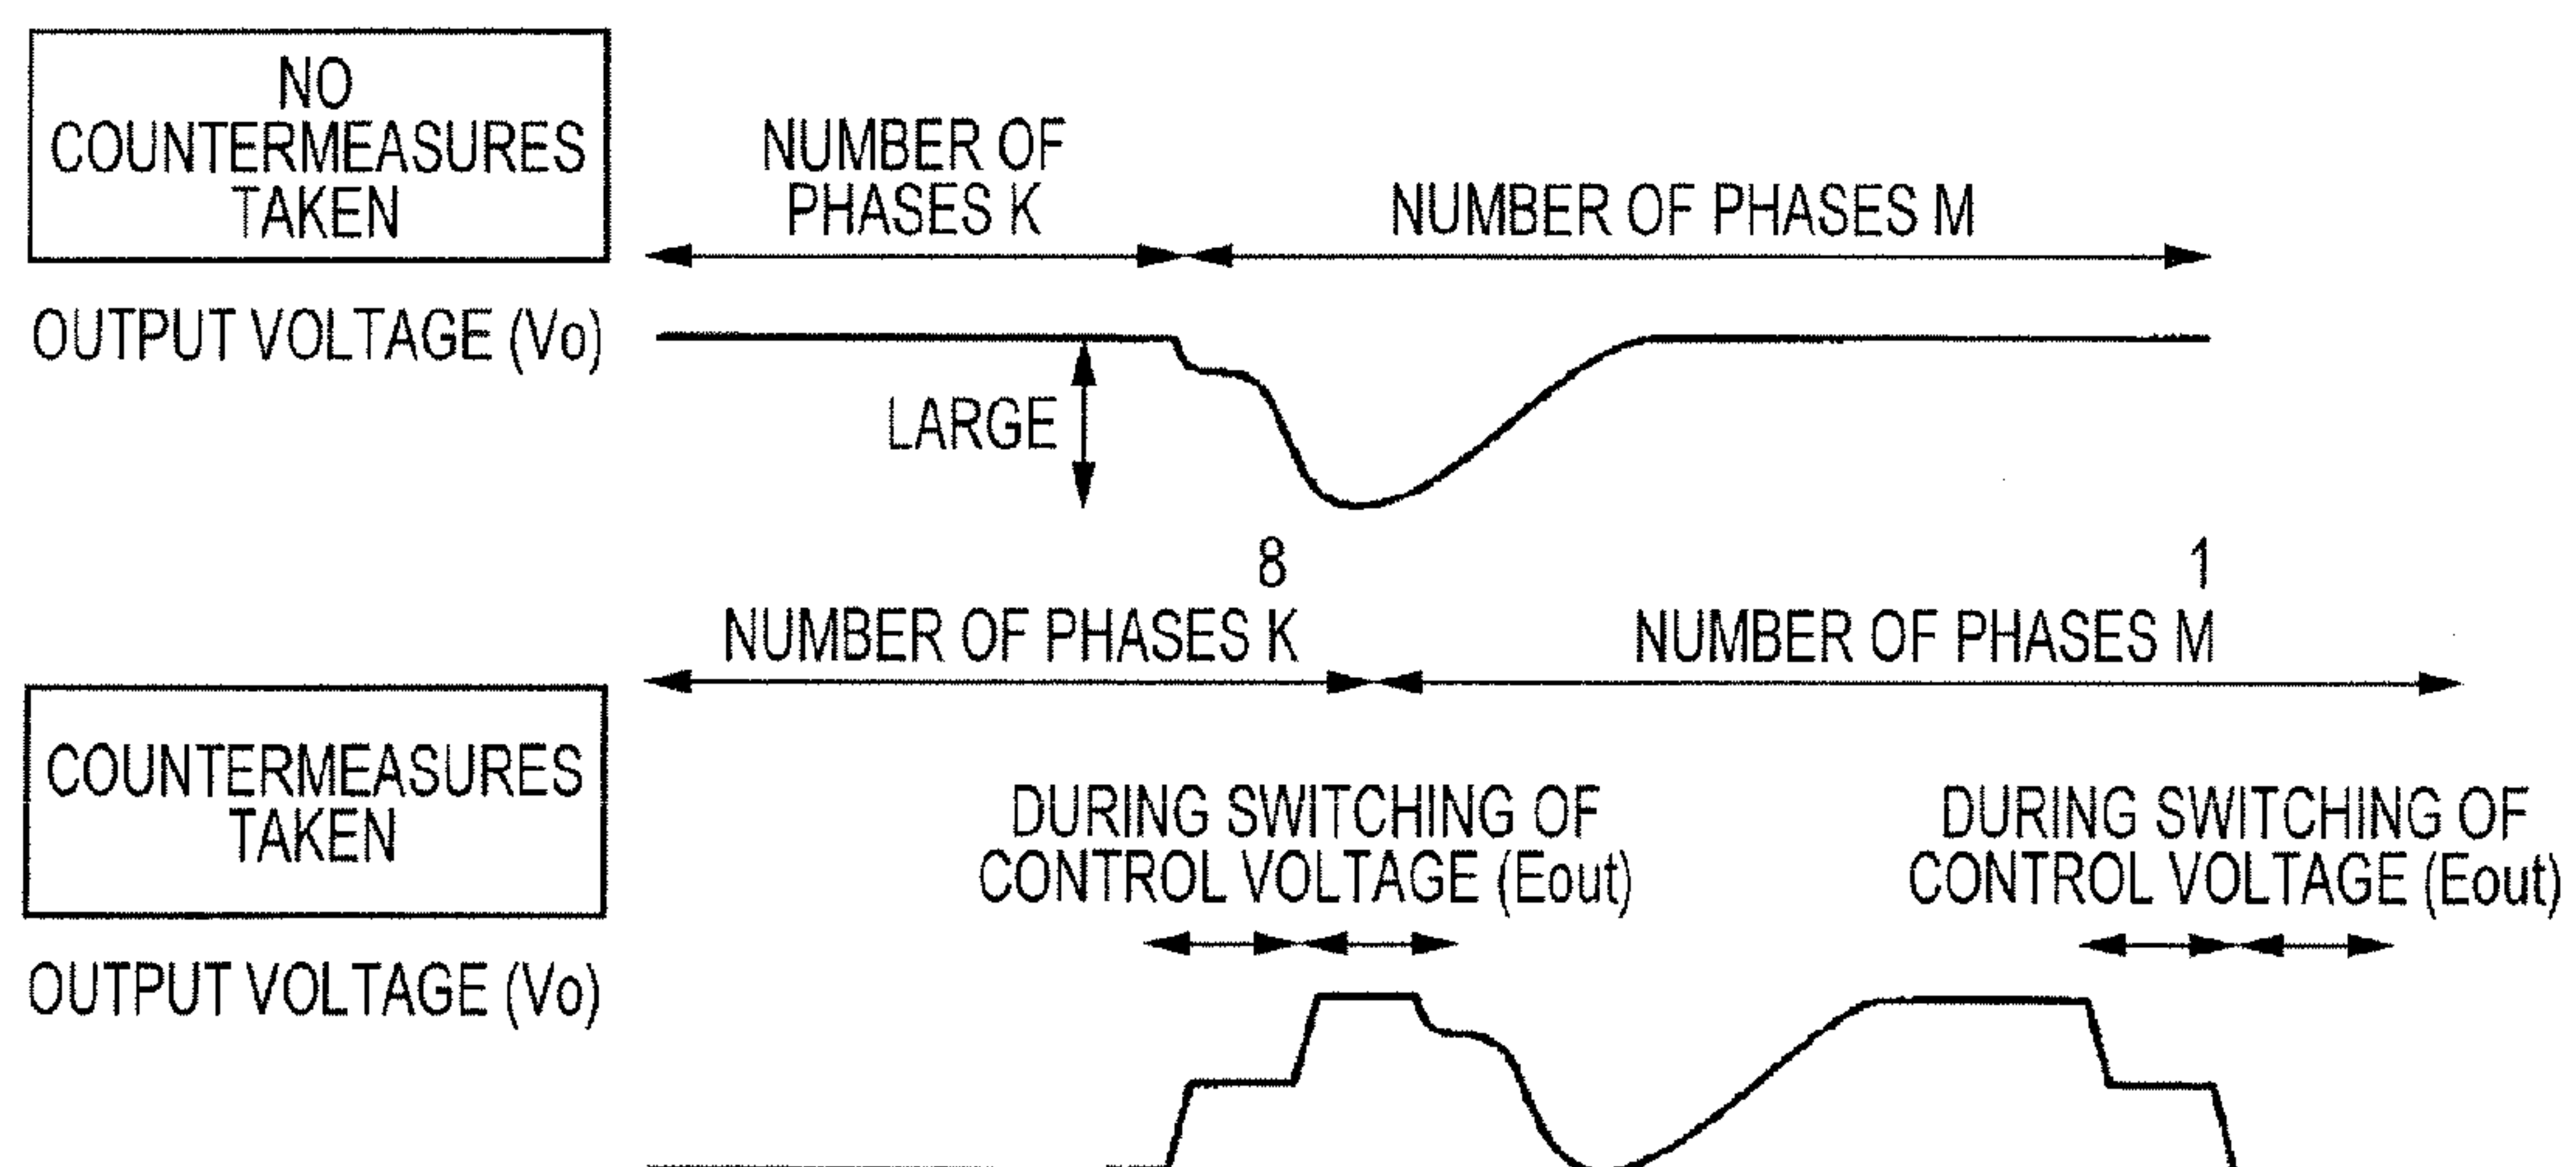 NO
COUNTERMEASURES
TAKEN
NUMBER OF
PHASES K
NUMBER OF PHASES M
OUTPUT VOLTAGE (Vo)
LARGE
8
1
NUMBER OF PHASES K
NUMBER OF PHASES M
COUNTERMEASURES
TAKEN
DURING SWITCHING OF
CONTROL VOLTAGE (Eout)
DURING SWITCHING OF
CONTROL VOLTAGE (Eout)
OUTPUT VOLTAGE (Vo)